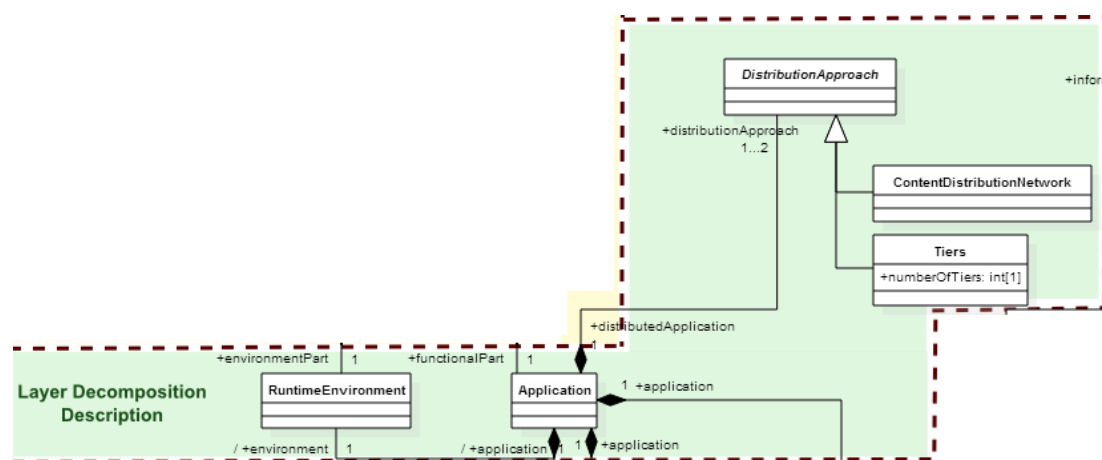 DistributionApproach
+distributionApproach
1...2
ContentDistributionNetwork
Tiers
+numberOfTiers: int[1]
+distributedApplication
1
+environmentPart 1
+functionalPart 1
Layer Decomposition
Description
RuntimeEnvironment
Application
1 +application
/ +environment 1
/ +application 1
1 +application